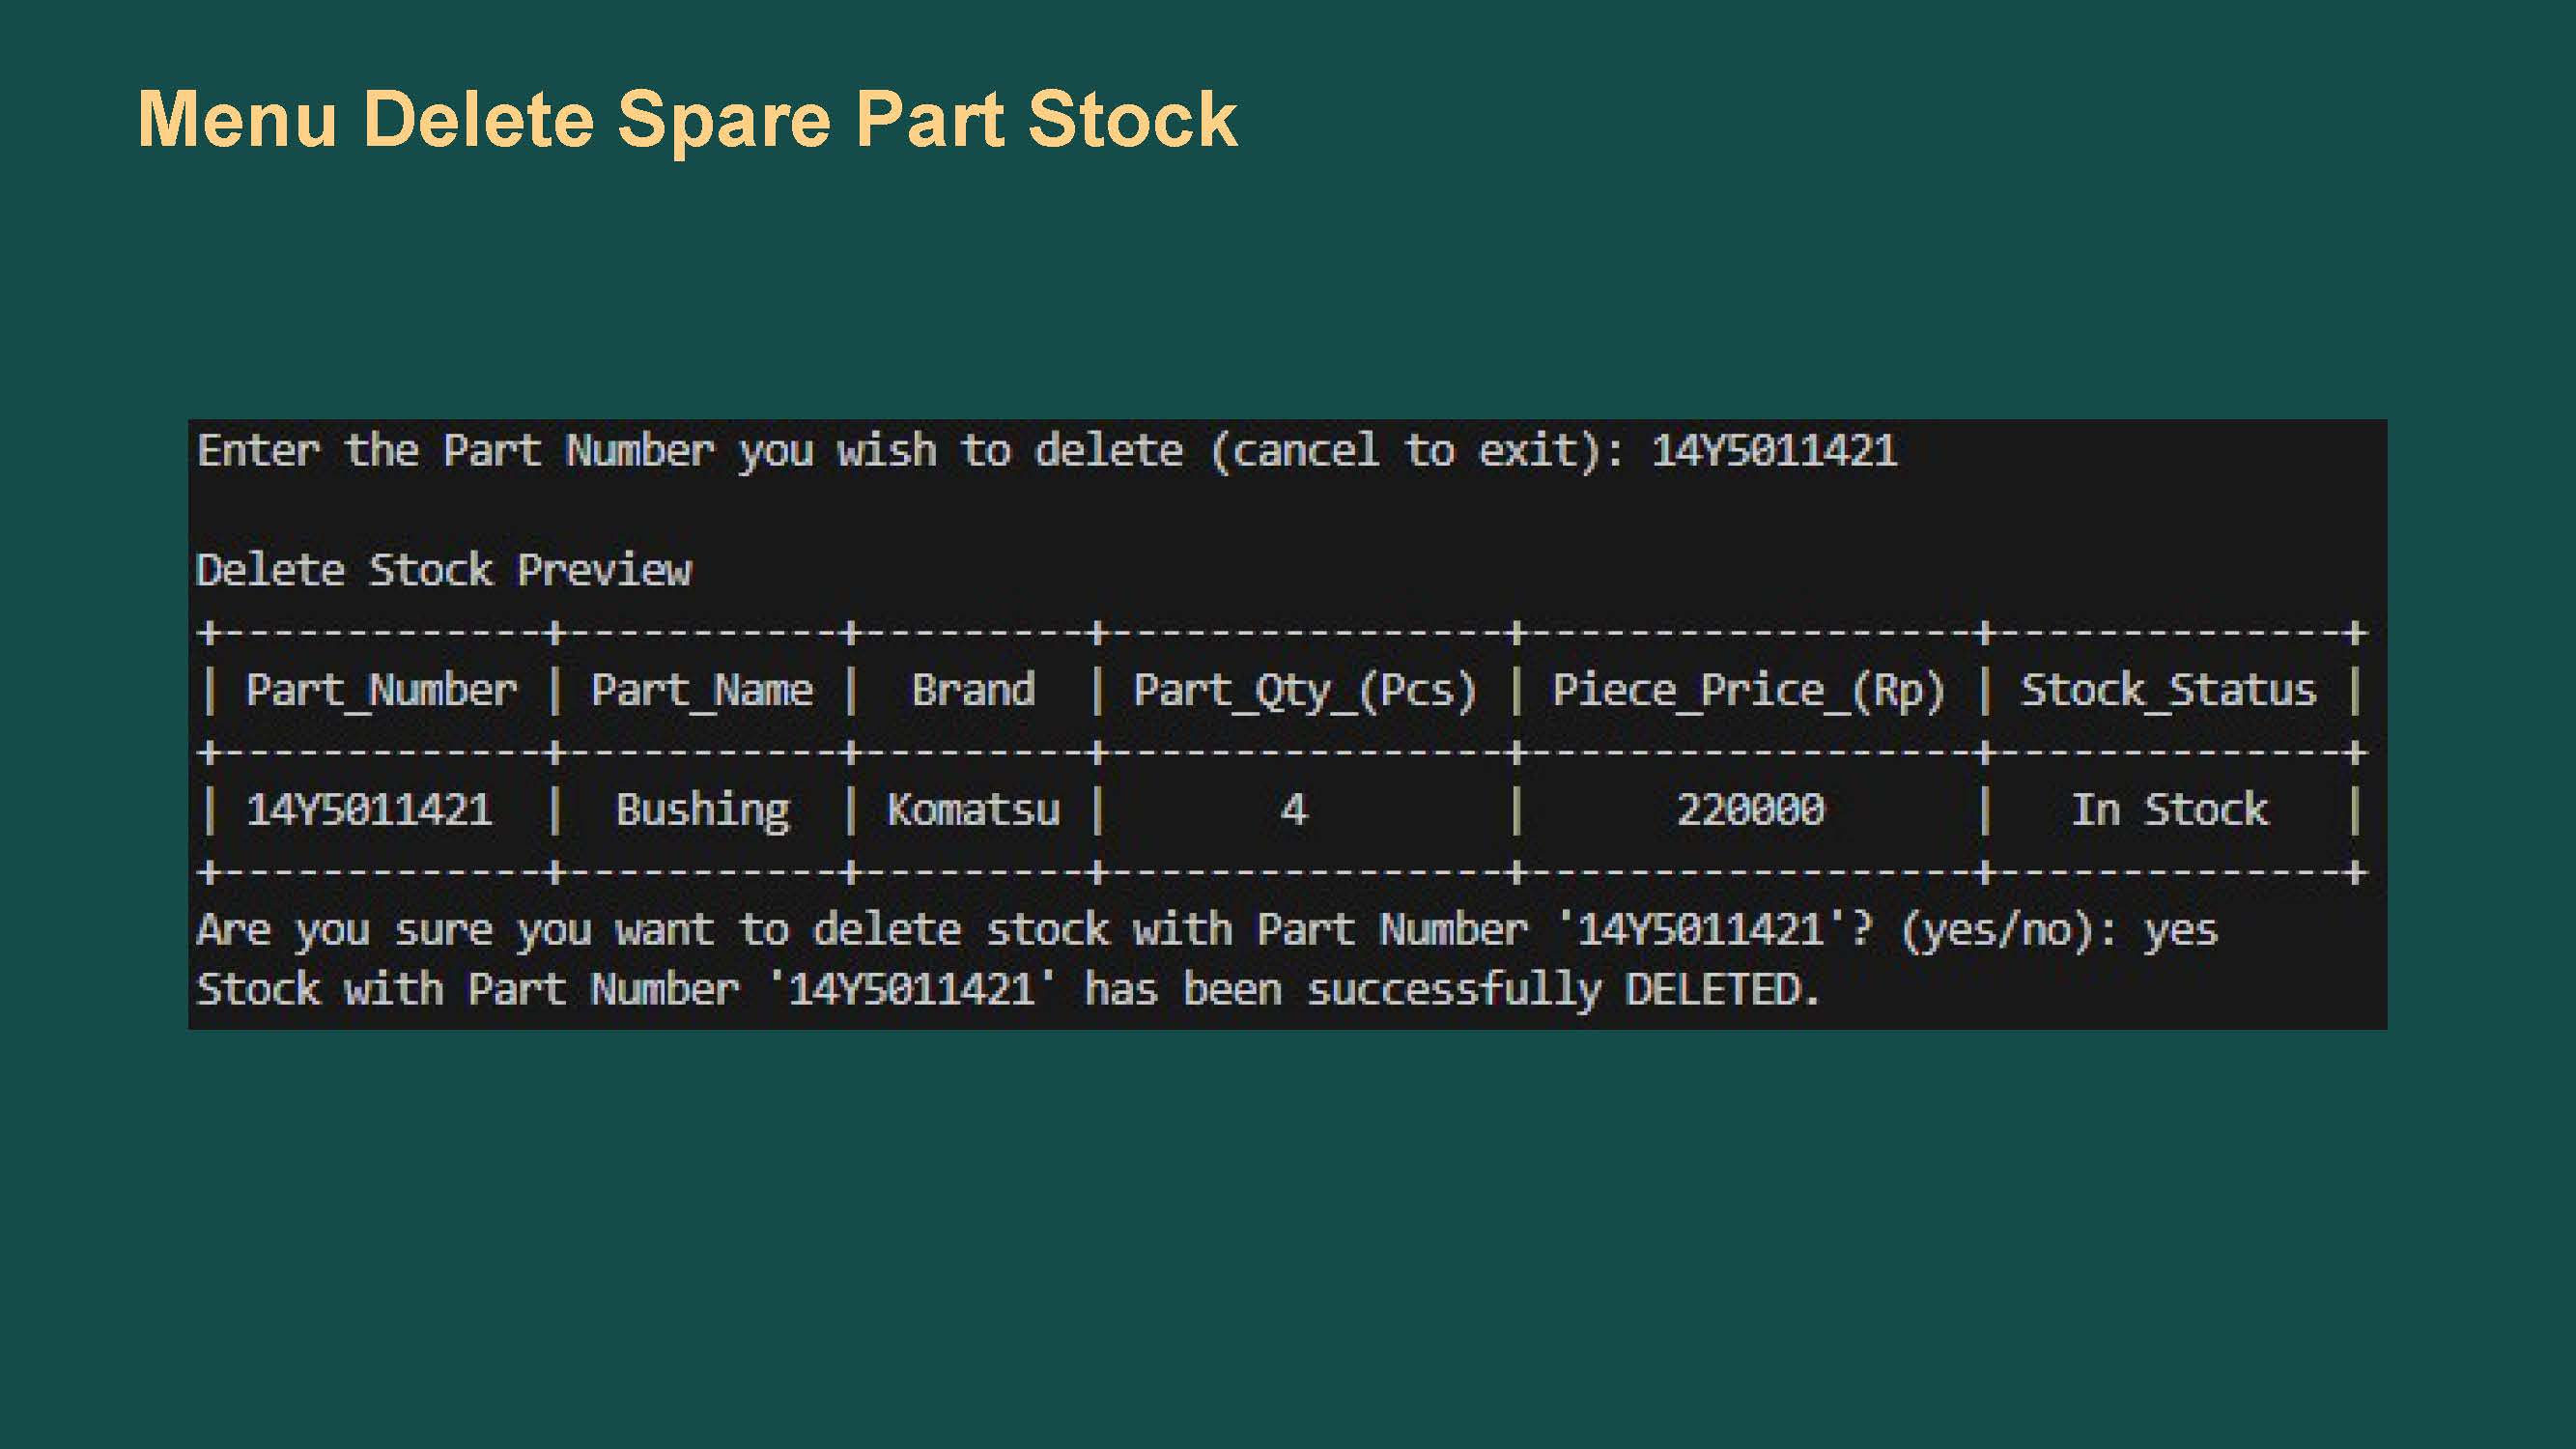 Menu Delete Spare Part Stock
Enter the Part Number you wish to delete (cancel to exit): 14Y5011421
Delete Stock Preview
+-------------+-----------+---------+----------------+------------------+--------------+
| Part_Number | Part_Name |  Brand  | Part_Qty_(Pcs) | Piece_Price_(Rp) | Stock_Status |
+-------------+-----------+---------+----------------+------------------+--------------+
| 14Y5011421  |  Bushing  | Komatsu |       4        |      220000      |   In Stock   |
+-------------+-----------+---------+----------------+------------------+--------------+
Are you sure you want to delete stock with Part Number '14Y5011421'? (yes/no): yes
Stock with Part Number '14Y5011421' has been successfully DELETED.